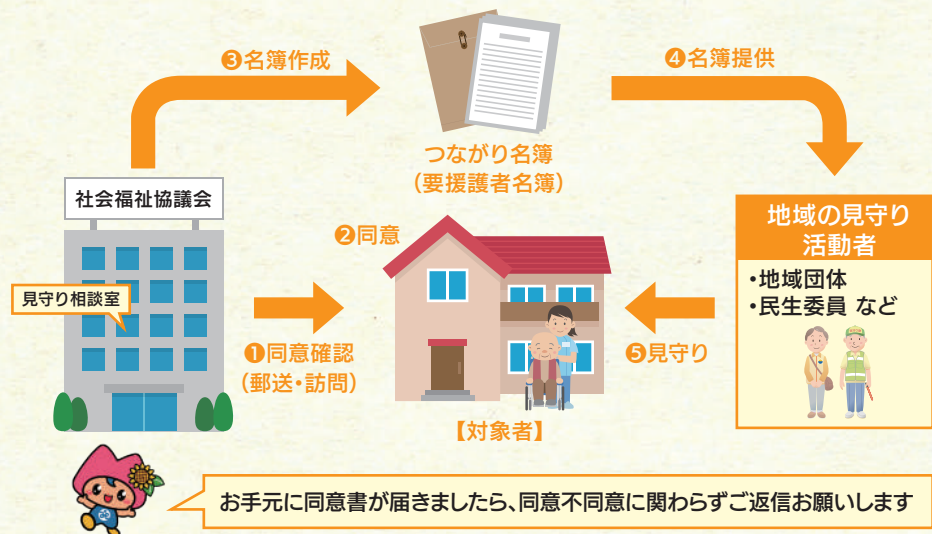 ❸名簿作成
❹名簿提供
つながり名簿
(要援護者名簿)
社会福祉協議会
見守り相談室
❷同意
❶同意確認
(郵送・訪問)
【対象者】
❺見守り
地域の見守り
活動者
・地域団体
・民生委員 など
お手元に同意書が届きましたら、同意不同意に関わらずご返信お願いします